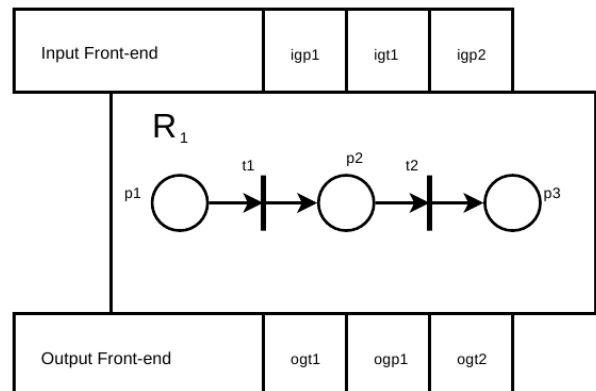 Input Front-end igp1 igt1 igp2
R1
t1 p2 t2
p1 p3
Output Front-end ogt1 ogp1 ogt2